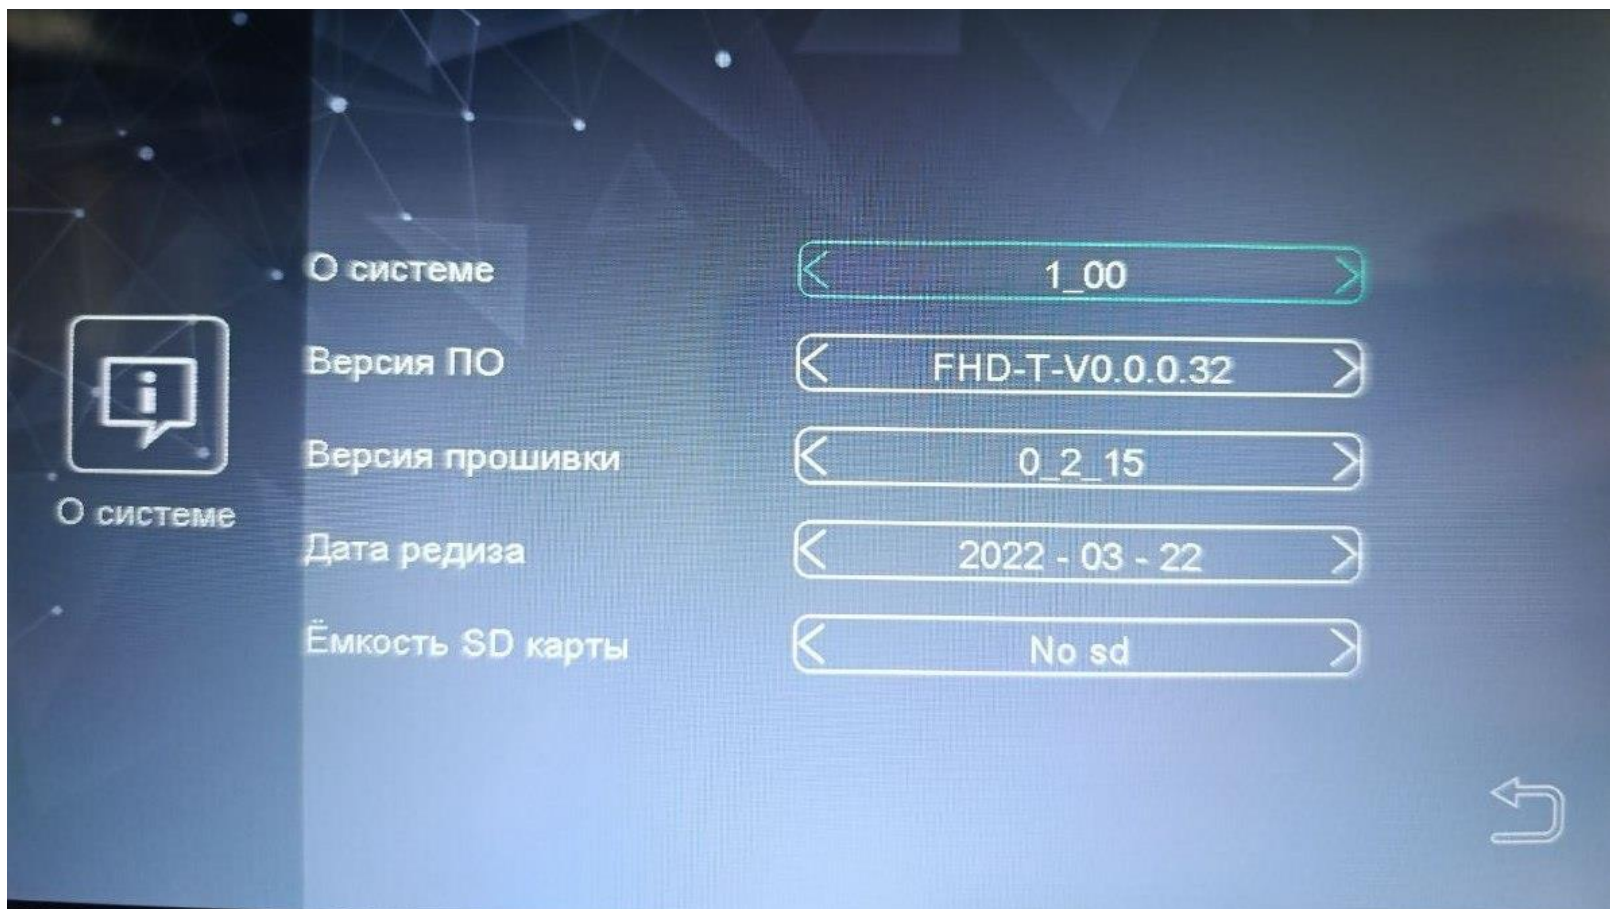 О системе
О системе 1_00
Версия ПО FHD-T-V0.0.0.32
Версия прошивки 0_2_15
Дата редиза 2022 - 03 - 22
Ёмкость SD карты No sd